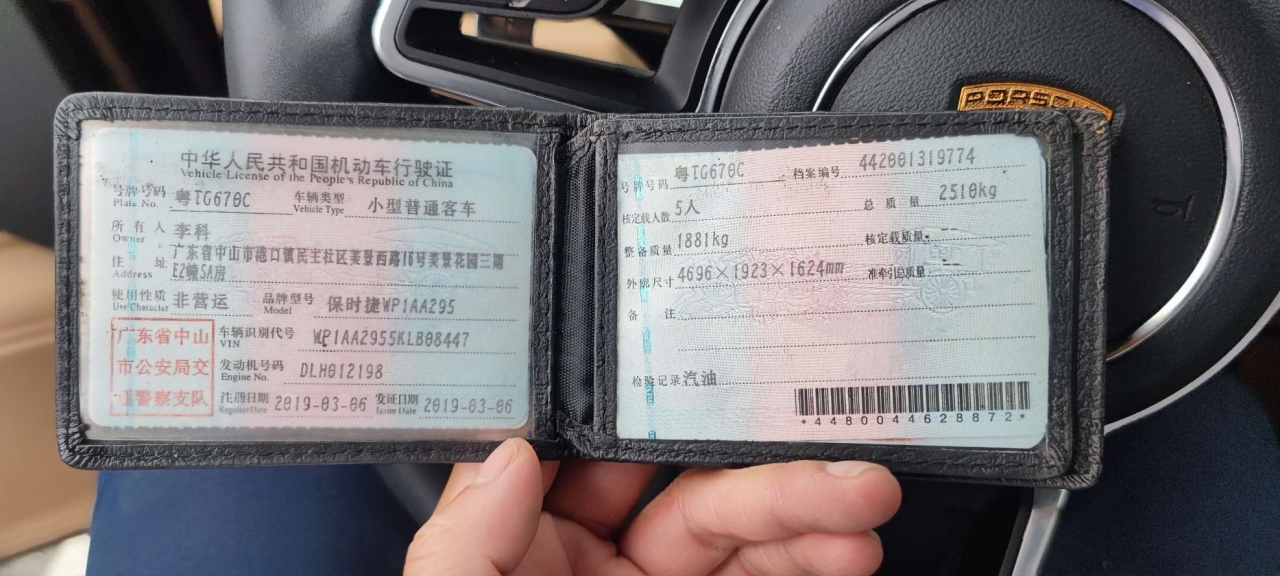 PORSCHE
中华人民共和国机动车行驶证
Vehicle License of the People's Republic of China
号牌号码 粤TG670C 车辆类型 小型普通客车
Plate No. Vehicle Type
所有人 李科
Owner
住址 广东省中山市港口镇民主社区美景西路16号美景花园三期
Address E2幢5A房
使用性质 非营运 品牌型号 保时捷WP1AA295
Use Character Model
广东省中山
市公安局交
通警察支队
车辆识别代号 WP1AA2955KLB08447
VIN
发动机号码 DLH012198
Engine No.
注册日期 2019-03-06 发证日期 2019-03-06
Register Date Issue Date
号牌号码 粤TG670C 档案编号 442001319774
核定载人数 5人 总质量 2510kg
整备质量 1881kg 核定载质量 --
外廓尺寸 4696×1923×1624mm 准牵引总质量 --
备注
检验记录 汽油
*4480044628872*